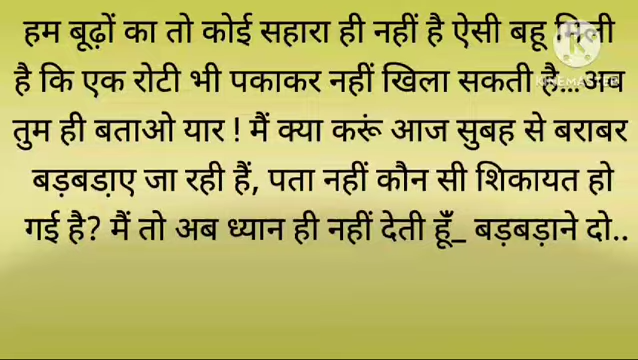 हम बूढ़ों का तो कोई सहारा ही नहीं है ऐसी बहू मिली
है कि एक रोटी भी पकाकर नहीं खिला सकती है...अब
तुम ही बताओ यार ! मैं क्या करूं आज सुबह से बराबर
बड़बडा़ए जा रही हैं, पता नहीं कौन सी शिकायत हो
गई है? मैं तो अब ध्यान ही नहीं देती हूंँ_ बड़बड़ाने दो..
KINEMASTER